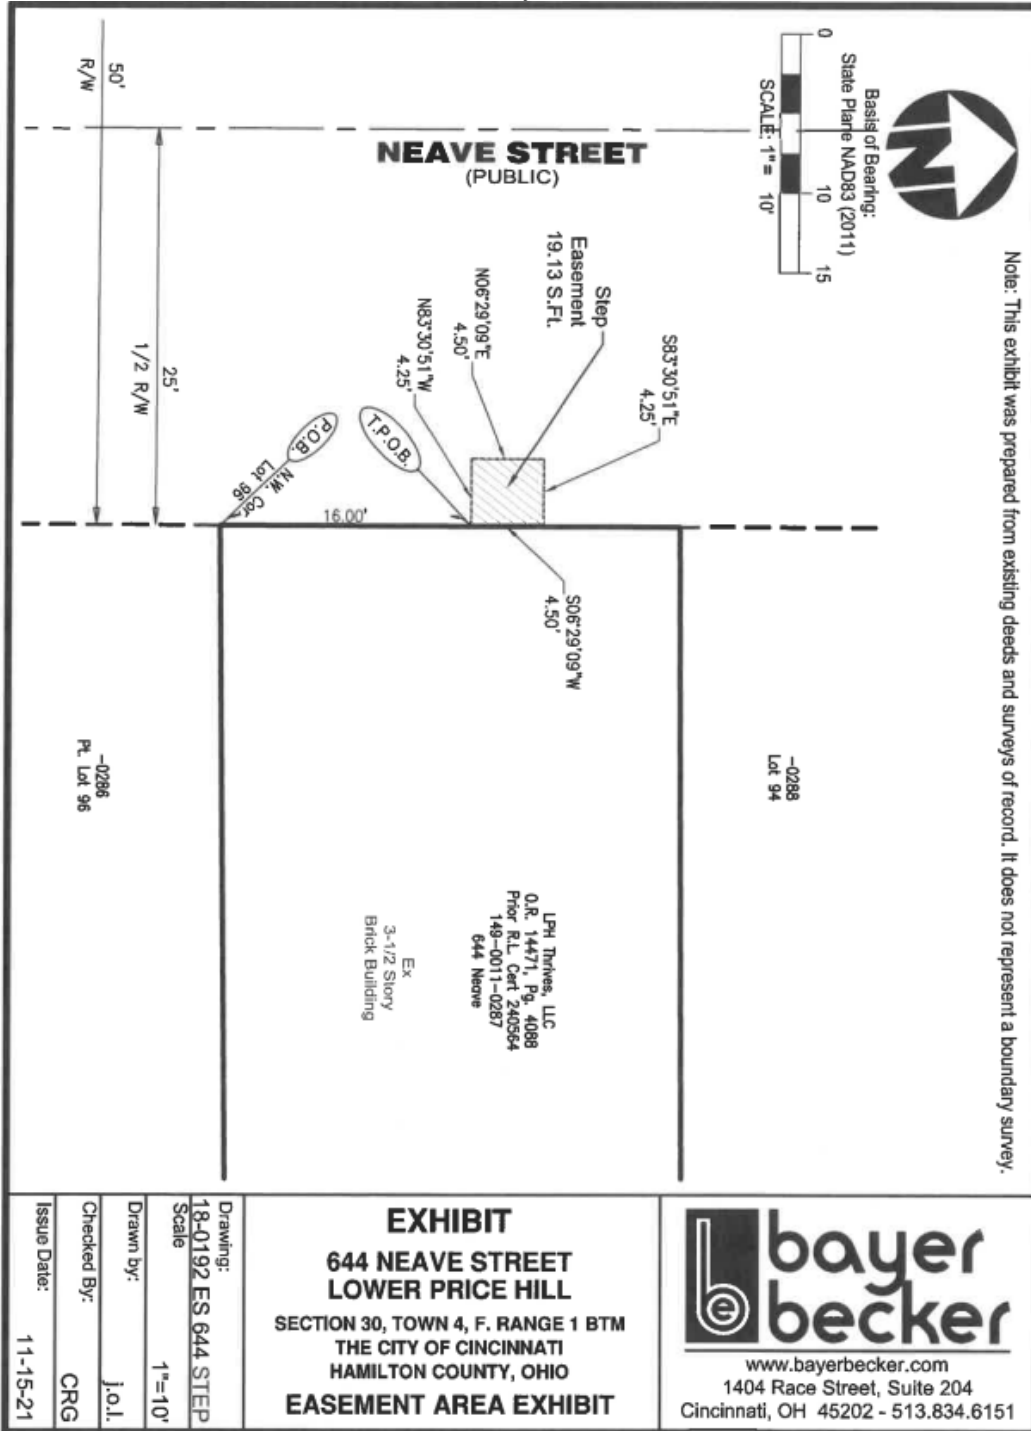 Note: This exhibit was prepared from existing deeds and surveys of record. It does not represent a boundary survey.
N
Basis of Bearing:
State Plane NAD83 (2011)
0
10
15
SCALE: 1"= 10'
NEAVE STREET
(PUBLIC)
50'
R/W
25'
1/2 R/W
Step
Easement
19.13 S.Ft.
S83°30'51"E
4.25'
N06°29'09"E
4.50'
N83°30'51"W
4.25'
T.P.O.B.
P.O.B.
N.W. Cor.
Lot 96
16.00'
S06°29'09"W
4.50'
-0288
Lot 94
-0286
Pt. Lot 96
LPH Thrives, LLC
O.R. 14471, Pg. 4088
Prior R.L. Cert 240564
149-0011-0287
644 Neave
Ex
3-1/2 Story
Brick Building
Drawing:
18-0192 ES 644 STEP
Scale
1"=10'
Drawn by:
j.o.l.
Checked By:
CRG
Issue Date:
11-15-21
EXHIBIT
644 NEAVE STREET
LOWER PRICE HILL
SECTION 30, TOWN 4, F. RANGE 1 BTM
THE CITY OF CINCINNATI
HAMILTON COUNTY, OHIO
EASEMENT AREA EXHIBIT
bayer
becker
www.bayerbecker.com
1404 Race Street, Suite 204
Cincinnati, OH 45202 - 513.834.6151